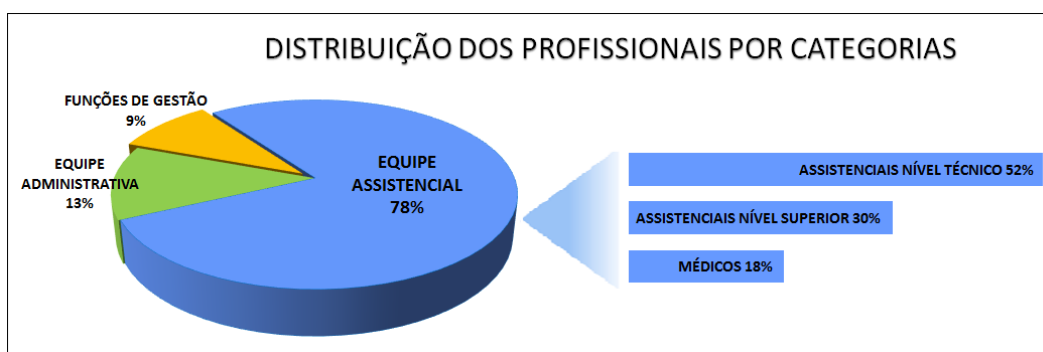 DISTRIBUIÇÃO DOS PROFISSIONAIS POR CATEGORIAS
FUNÇÕES DE GESTÃO
9%
EQUIPE
ADMINISTRATIVA
13%
EQUIPE
ASSISTENCIAL
78%
ASSISTENCIAIS NÍVEL TÉCNICO 52%
ASSISTENCIAIS NÍVEL SUPERIOR 30%
MÉDICOS 18%